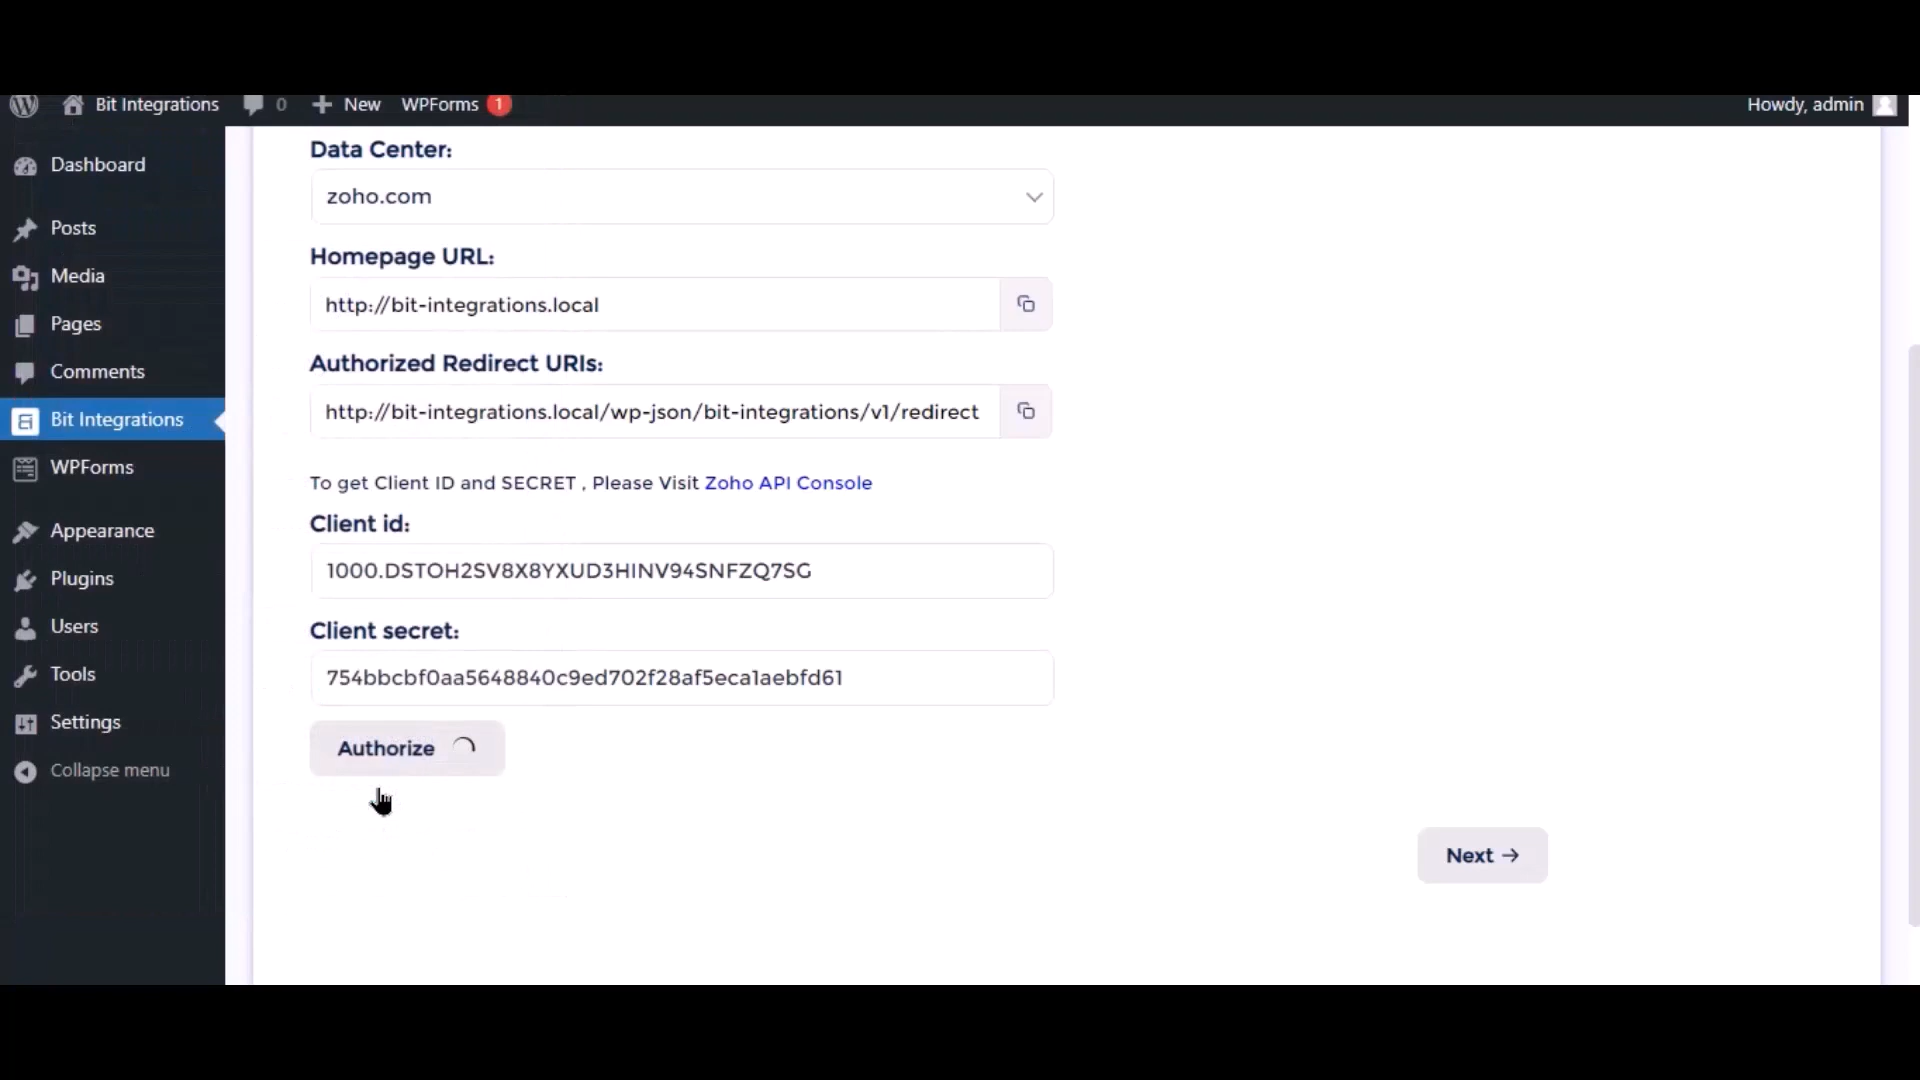 Bit Integrations 0 New WPForms 1 Howdy, admin
Dashboard
Posts
Media
Pages
Comments
Bit Integrations
WPForms
Appearance
Plugins
Users
Tools
Settings
Collapse menu
Data Center:
zoho.com
Homepage URL:
http://bit-integrations.local
Authorized Redirect URIs:
http://bit-integrations.local/wp-json/bit-integrations/v1/redirect
To get Client ID and SECRET , Please Visit Zoho API Console
Client id:
1000.DSTOH2SV8X8YXUD3HINV94SNFZQ7SG
Client secret:
754bbcbf0aa5648840c9ed702f28af5eca1aebfd61
Authorize
Next →